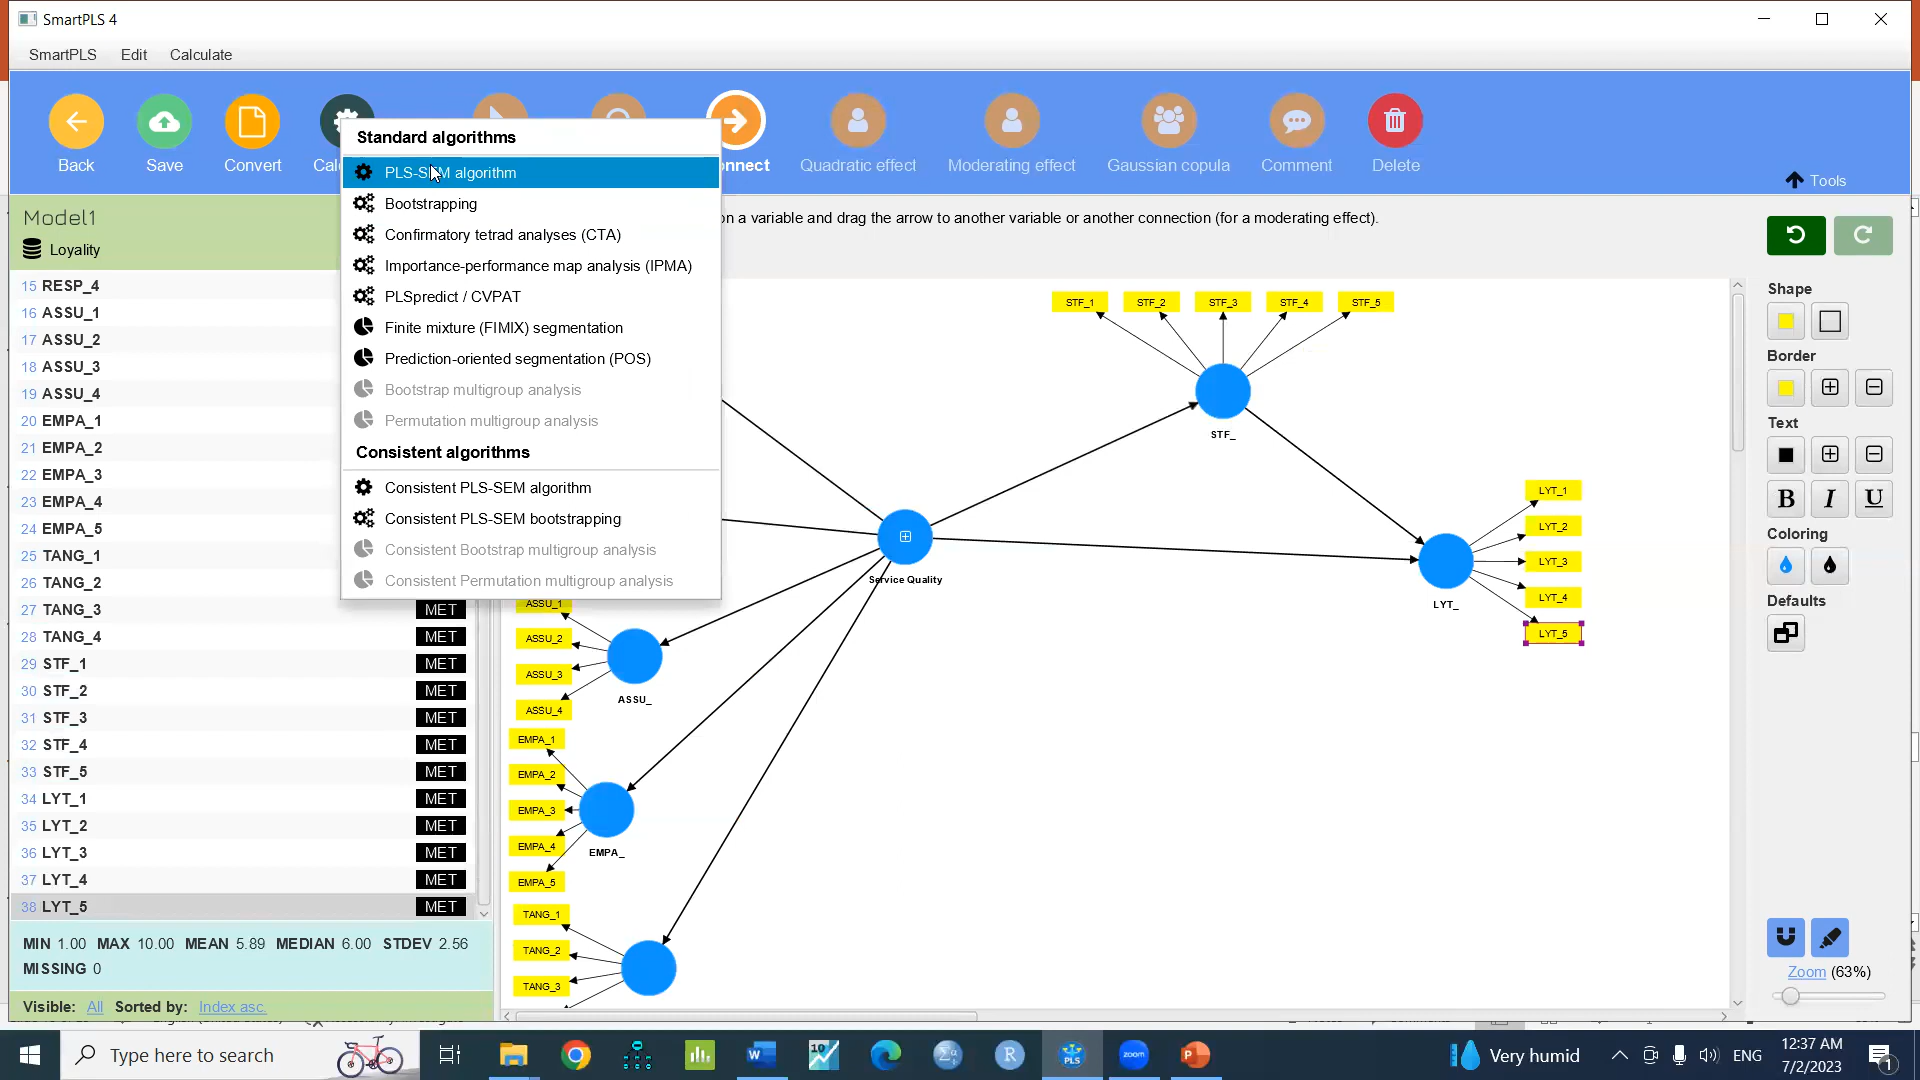 SmartPLS 4
SmartPLS Edit Calculate
Back
Save
Convert
Quadratic effect
Moderating effect
Gaussian copula
Comment
Delete
Tools
Standard algorithms
PLS-SEM algorithm
Bootstrapping
Confirmatory tetrad analyses (CTA)
Importance-performance map analysis (IPMA)
PLSpredict / CVPAT
Finite mixture (FIMIX) segmentation
Prediction-oriented segmentation (POS)
Bootstrap multigroup analysis
Permutation multigroup analysis
Consistent algorithms
Consistent PLS-SEM algorithm
Consistent PLS-SEM bootstrapping
Consistent Bootstrap multigroup analysis
Consistent Permutation multigroup analysis
on a variable and drag the arrow to another variable or another connection (for a moderating effect).
Model1
Loyality
15 RESP_4
16 ASSU_1
17 ASSU_2
18 ASSU_3
19 ASSU_4
20 EMPA_1
21 EMPA_2
22 EMPA_3
23 EMPA_4
24 EMPA_5
25 TANG_1
26 TANG_2
27 TANG_3 MET
28 TANG_4 MET
29 STF_1 MET
30 STF_2 MET
31 STF_3 MET
32 STF_4 MET
33 STF_5 MET
34 LYT_1 MET
35 LYT_2 MET
36 LYT_3 MET
37 LYT_4 MET
38 LYT_5 MET
MIN 1.00 MAX 10.00 MEAN 5.89 MEDIAN 6.00 STDEV 2.56
MISSING 0
Visible: All Sorted by: Index asc.
STF_1 STF_2 STF_3 STF_4 STF_5
STF_
Service Quality
LYT_1
LYT_2
LYT_3
LYT_4
LYT_5
LYT_
ASSU_1
ASSU_2
ASSU_3
ASSU_4
ASSU_
EMPA_1
EMPA_2
EMPA_3
EMPA_4
EMPA_5
EMPA_
TANG_1
TANG_2
TANG_3
Shape
Border
Text
B I U
Coloring
Defaults
Zoom (63%)
Type here to search
Very humid
ENG
12:37 AM
7/2/2023
1